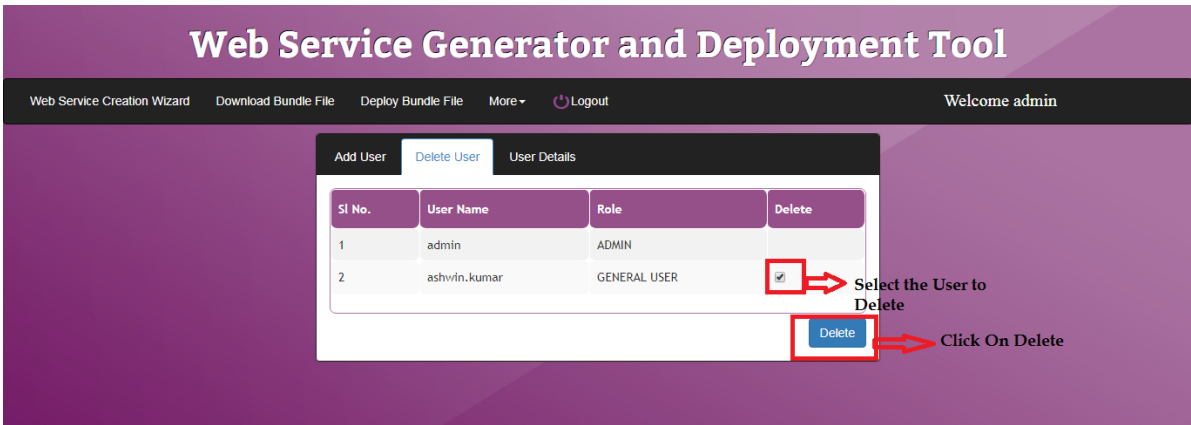 Web Service Generator and Deployment Tool
Web Service Creation Wizard Download Bundle File Deploy Bundle File More Logout Welcome admin
Add User Delete User User Details
Sl No. User Name Role Delete
1 admin ADMIN
2 ashwin.kumar GENERAL USER
Select the User to
Delete
Delete
Click On Delete